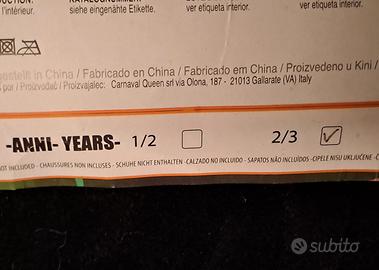 l'intérieur.
siehe eingenähte Etikette.
ver etiqueta interior.
ver etiqueta interior.
in China / Fabricado en China / Fabricado em China / Proizvedeno u Kini /
por / Proizvođač / Proizvajalec: Carnaval Queen srl via Olona, 187 - 21013 Gallarate (VA) Italy
-ANNI- YEARS- 1/2 2/3
NOT INCLUDED - CHAUSSURES NON INCLUSES - SCHUHE NICHT ENTHALTEN - CALZADO NO INCLUIDO - SAPATOS NÃO INCLUÍDOS - CIPELE NISU UKLJUČENE -
subito